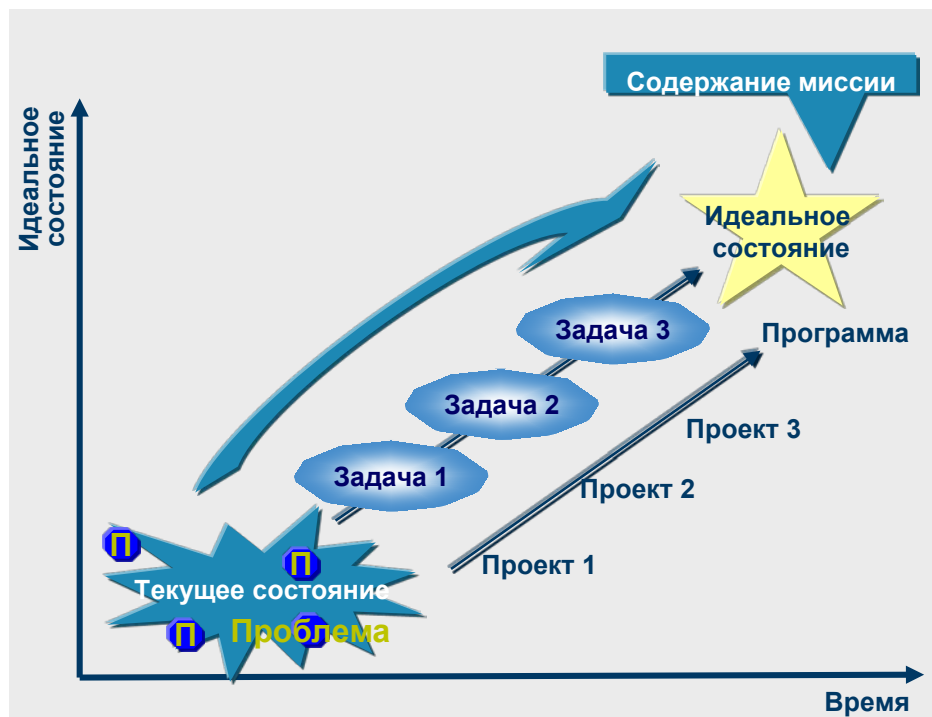 Содержание миссии
Идеальное
состояние
Идеальное
состояние
Программа
Задача 3
Задача 2
Проект 3
Задача 1
Проект 2
Проект 1
П
П
Текущее состояние
П
Проблема
Время